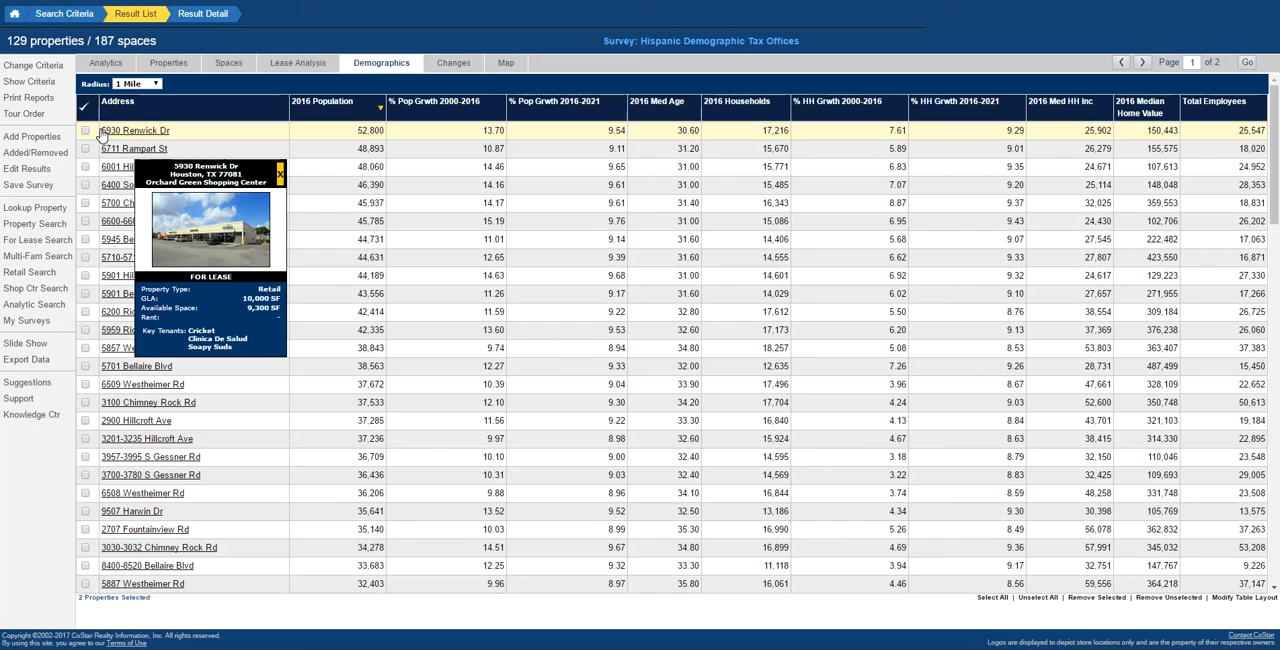 Search Criteria Result List Result Detail
129 properties / 187 spaces Survey: Hispanic Demographic Tax Offices
Analytics Properties Spaces Lease Analysis Demographics Changes Map Page 1 of 2 Go
Radius: 1 Mile
Change Criteria
Show Criteria
Print Reports
Tour Order
Add Properties
Added/Removed
Edit Results
Save Survey
Lookup Property
Property Search
For Lease Search
Multi-Fam Search
Retail Search
Shop Ctr Search
Analytic Search
My Surveys
Slide Show
Export Data
Suggestions
Support
Knowledge Ctr
Address 2016 Population % Pop Grwth 2000-2016 % Pop Grwth 2016-2021 2016 Med Age 2016 Households % HH Grwth 2000-2016 % HH Grwth 2016-2021 2016 Med HH Inc 2016 Median Home Value Total Employees
5930 Renwick Dr 52,800 13.70 9.54 30.60 17,216 7.61 9.29 25,902 150,443 25,547
6711 Rampart St 48,893 10.87 9.11 31.20 15,670 5.89 9.01 26,279 155,575 18,020
6001 Hil 48,060 14.46 9.65 31.00 15,771 6.83 9.35 24,671 107,613 24,952
6400 So 46,390 14.16 9.61 31.00 15,485 7.07 9.20 25,114 148,048 28,353
5700 Ch 45,937 14.17 9.61 31.40 16,343 8.87 9.37 32,025 359,553 31,517
6600-660 45,785 15.19 9.76 31.00 15,086 6.95 9.43 24,430 102,706 26,202
5945 Be 44,731 11.01 9.14 31.60 14,406 5.68 9.07 27,545 222,482 17,063
5710-571 44,631 12.65 9.35 31.80 14,555 6.62 9.20 27,807 423,550 16,871
5901 Hil 44,189 14.63 9.68 31.00 14,601 6.92 9.32 24,617 129,223 27,330
5901 Be 43,556 11.26 9.17 31.60 14,029 6.02 9.10 27,657 271,955 17,266
6200 Ric 42,414 11.59 9.22 32.80 17,612 5.50 8.76 38,554 309,184 26,725
5959 Ric 42,335 13.60 9.53 32.60 17,173 6.20 9.13 37,369 376,238 26,060
5857 We 38,843 9.74 8.94 34.80 18,257 5.08 8.53 53,803 363,407 37,383
5701 Bellaire Blvd 38,563 12.27 9.33 32.00 12,635 7.26 9.26 28,731 487,499 15,450
6509 Westheimer Rd 37,672 10.39 9.04 33.90 17,496 3.96 8.67 47,661 328,109 22,652
3100 Chimney Rock Rd 37,533 12.10 9.30 34.20 17,704 4.24 9.03 52,600 350,748 50,613
2900 Hillcroft Ave 37,285 11.56 9.22 33.30 16,742 4.13 8.84 43,701 321,103 19,184
3201-3235 Hillcroft Ave 37,236 9.97 8.98 32.60 15,924 4.67 8.63 38,415 314,330 22,895
3957-3995 S Gessner Rd 36,709 10.10 9.00 32.40 14,595 3.18 8.79 32,150 110,046 23,548
3700-3780 S Gessner Rd 36,436 10.31 9.03 32.40 14,569 3.22 8.83 32,425 109,693 29,005
6508 Westheimer Rd 36,206 9.88 8.96 34.10 16,844 3.74 8.59 48,258 331,748 23,508
9507 Harwin Dr 35,641 13.52 9.52 32.50 13,186 4.34 9.30 30,398 105,769 13,575
2707 Fountainview Rd 35,140 10.03 8.99 35.30 16,990 5.26 8.49 56,078 362,832 37,263
3030-3032 Chimney Rock Rd 34,278 14.51 9.67 34.80 16,899 4.69 9.36 57,991 345,032 53,208
8400-8520 Bellaire Blvd 33,683 12.25 9.32 33.30 11,118 3.94 9.17 32,751 147,767 9,226
5887 Westheimer Rd 32,403 9.96 8.97 35.80 16,061 4.46 8.56 59,556 364,218 37,147
5930 Renwick Dr
Houston, TX 77081
Orchard Green Shopping Center
X
FOR LEASE
Property Type: Retail
GLA: 10,000 SF
Available Space: 9,300 SF
Rent: -
Key Tenants: Cricket
Clinica De Salud
Soapy Suds
2 Properties Selected Select All | Unselect All | Remove Selected | Remove Unselected | Modify Table Layout
Copyright ©2002-2017 CoStar Realty Information, Inc. All rights reserved. Contact CoStar
By using this site, you agree to our Terms of Use Logos are displayed to depict store locations only and are the property of their respective owners